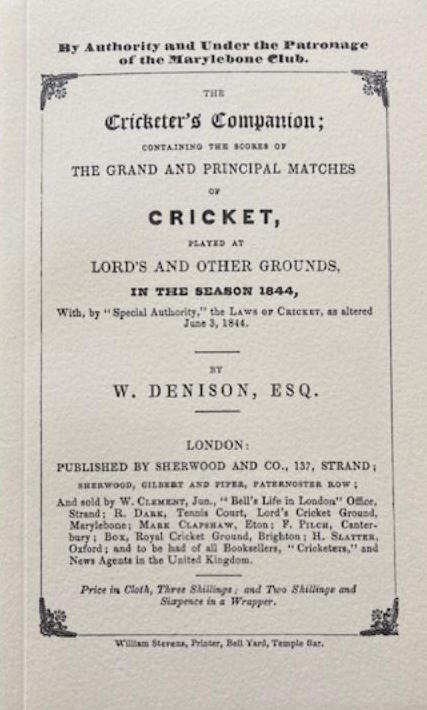 By Authority and Under the Patronage
of the Marylebone Club.
THE
Cricketer's Companion;
CONTAINING THE SCORES OF
THE GRAND AND PRINCIPAL MATCHES
OF
CRICKET,
PLAYED AT
LORD'S AND OTHER GROUNDS,
IN THE SEASON 1844,
With, by "Special Authority," the LAWS OF CRICKET, as altered
June 3, 1844.
BY
W. DENISON, ESQ.
LONDON:
PUBLISHED BY SHERWOOD AND CO., 137, STRAND;
SHERWOOD, GILBERT AND PIPER, PATERNOSTER ROW;
And sold by W. CLEMENT, Jun., "Bell's Life in London" Office,
Strand; R. DARK, Tennis Court, Lord's Cricket Ground,
Marylebone; MARK CLAPSHAW, Eton; F. PILCH, Canter-
bury; BOX, Royal Cricket Ground, Brighton; H. SLATTER,
Oxford; and to be had of all Booksellers, "Cricketers," and
News Agents in the United Kingdom.
Price in Cloth, Three Shillings; and Two Shillings and
Sixpence in a Wrapper.
William Stevens, Printer, Bell Yard, Temple Bar.